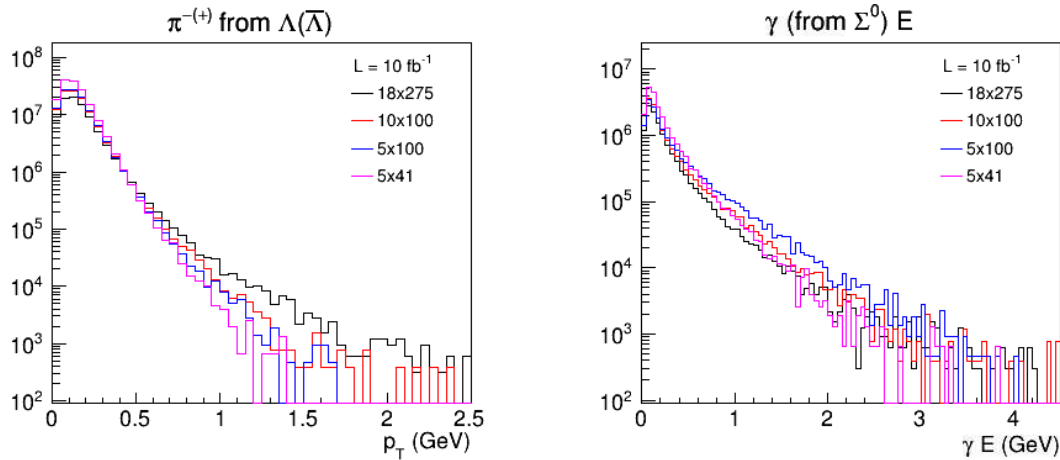 π⁻⁽⁺⁾ from Λ(Λ̅)
10⁸
10⁷
10⁶
10⁵
10⁴
10³
10²
L = 10 fb⁻¹
18x275
10x100
5x100
5x41
0 0.5 1 1.5 2 2.5
p_T (GeV)
γ (from Σ⁰) E
10⁷
10⁶
10⁵
10⁴
10³
10²
L = 10 fb⁻¹
18x275
10x100
5x100
5x41
0 1 2 3 4
γ E (GeV)